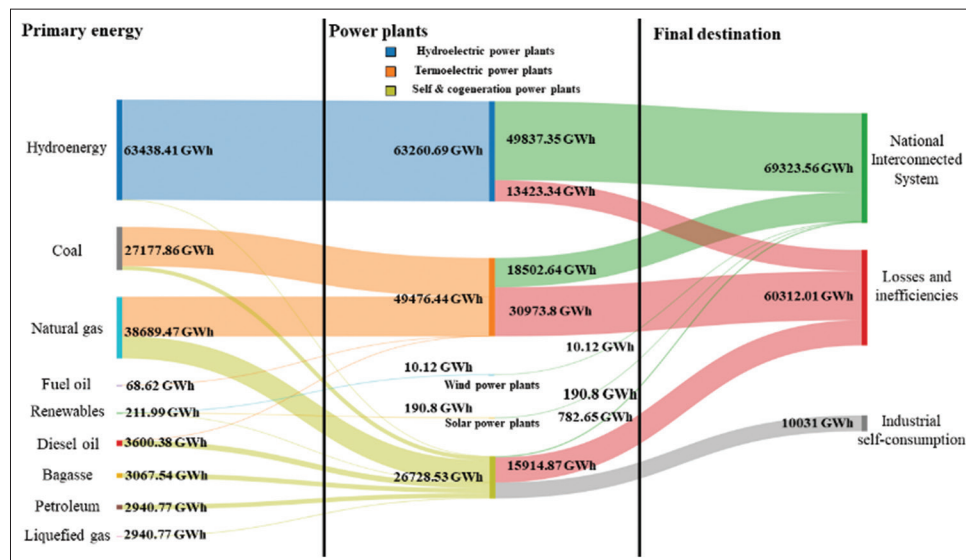 Primary energy
Power plants
Final destination
Hydroelectric power plants
Termoelectric power plants
Self & cogeneration power plants
Hydroenergy
63438.41 GWh
63260.69 GWh
49837.35 GWh
13423.34 GWh
National
Interconnected
System
69323.56 GWh
Coal
27177.86 GWh
49476.44 GWh
18502.64 GWh
30973.8 GWh
Losses and
inefficiencies
60312.01 GWh
Natural gas
38689.47 GWh
Fuel oil
68.62 GWh
10.12 GWh
Wind power plants
10.12 GWh
Renewables
211.99 GWh
190.8 GWh
Solar power plants
190.8 GWh
782.65 GWh
Diesel oil
3600.38 GWh
Bagasse
3067.54 GWh
26728.53 GWh
15914.87 GWh
10031 GWh
Industrial
self-consumption
Petroleum
2940.77 GWh
Liquefied gas
2940.77 GWh